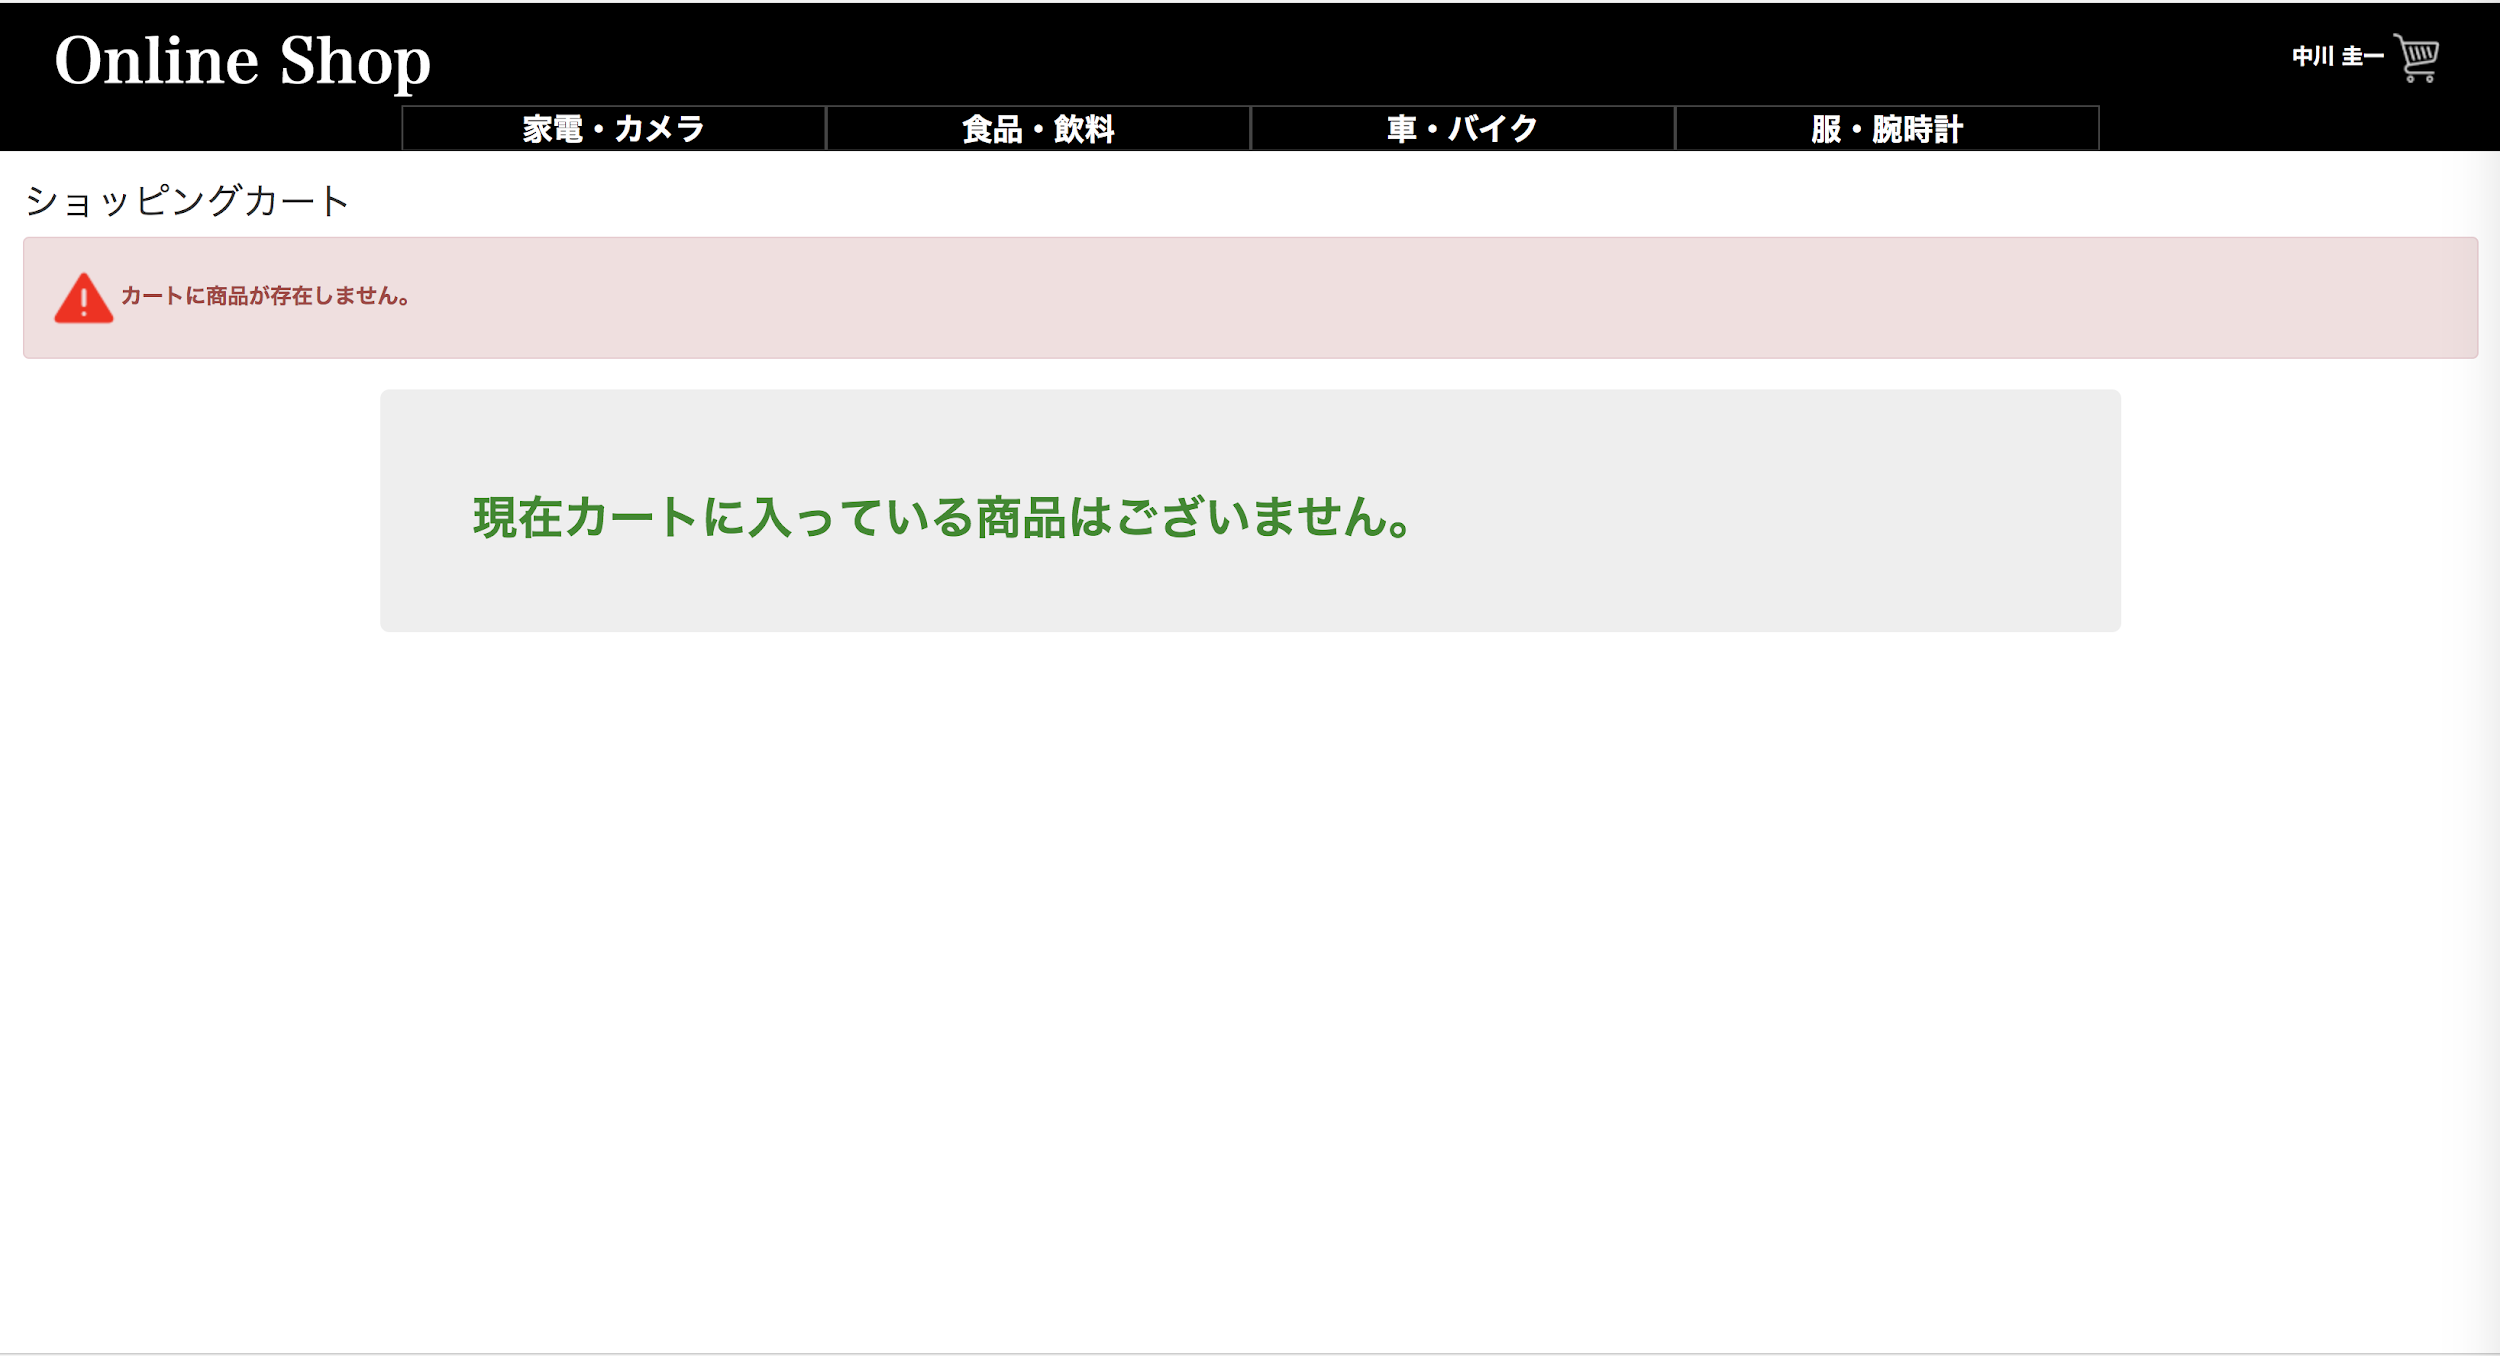 Online Shop
中川 圭一
家電・カメラ
食品・飲料
車・バイク
服・腕時計
ショッピングカート
カートに商品が存在しません。
現在カートに入っている商品はございません。